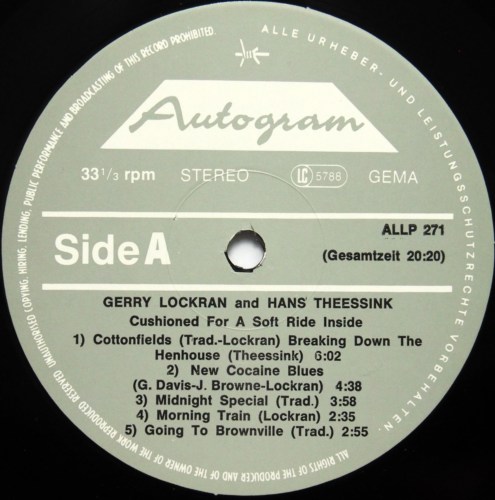 ALL RIGHTS OF THE PRODUCER AND OF THE OWNER OF THE WORK REPRODUCED RESERVED. UNAUTHORISED COPYING, HIRING, LENDING, PUBLIC PERFORMANCE AND BROADCASTING OF THIS RECORD PROHIBITED.
ALLE URHEBER- UND LEISTUNGSSCHUTZRECHTE VORBEHALTEN.
Autogram
33 1/3 rpm STEREO LC 5788 GEMA
Side A
ALLP 271
(Gesamtzeit 20:20)
GERRY LOCKRAN and HANS THEESSINK
Cushioned For A Soft Ride Inside
1) Cottonfields (Trad.-Lockran) Breaking Down The
Henhouse (Theessink) 6:02
2) New Cocaine Blues
(G. Davis-J. Browne-Lockran) 4:38
3) Midnight Special (Trad.) 3:58
4) Morning Train (Lockran) 2:35
5) Going To Brownville (Trad.) 2:55